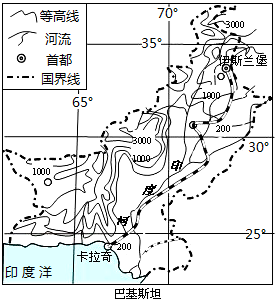 等高线
河流
首都
国界线
70°
35°
65°
30°
25°
3000
伊斯兰堡
1000
200
3000
1000
1000
印
度
河
200
卡拉奇
印度洋
巴基斯坦